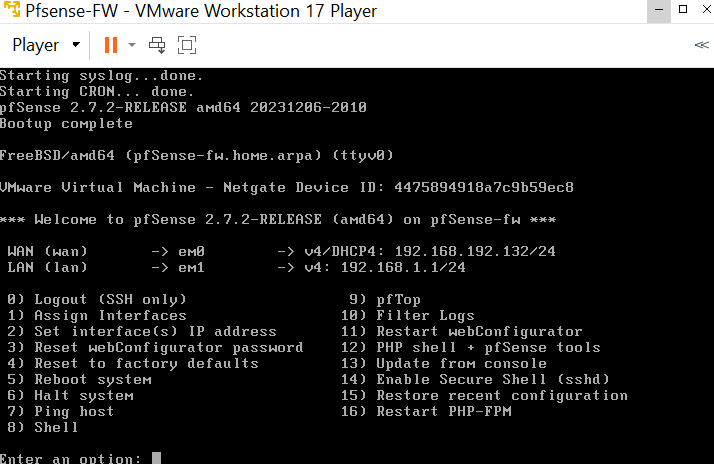 Pfsense-FW - VMware Workstation 17 Player
Player
Starting syslog...done.
Starting CRON... done.
pfSense 2.7.2-RELEASE amd64 20231206-2010
Bootup complete
FreeBSD/amd64 (pfSense-fw.home.arpa) (ttyv0)
VMware Virtual Machine - Netgate Device ID: 4475894918a7c9b59ec8
*** Welcome to pfSense 2.7.2-RELEASE (amd64) on pfSense-fw ***
WAN (wan) -> em0 -> v4/DHCP4: 192.168.192.132/24
LAN (lan) -> em1 -> v4: 192.168.1.1/24
0) Logout (SSH only) 9) pfTop
1) Assign Interfaces 10) Filter Logs
2) Set interface(s) IP address 11) Restart webConfigurator
3) Reset webConfigurator password 12) PHP shell + pfSense tools
4) Reset to factory defaults 13) Update from console
5) Reboot system 14) Enable Secure Shell (sshd)
6) Halt system 15) Restore recent configuration
7) Ping host 16) Restart PHP-FPM
8) Shell
Enter an option: